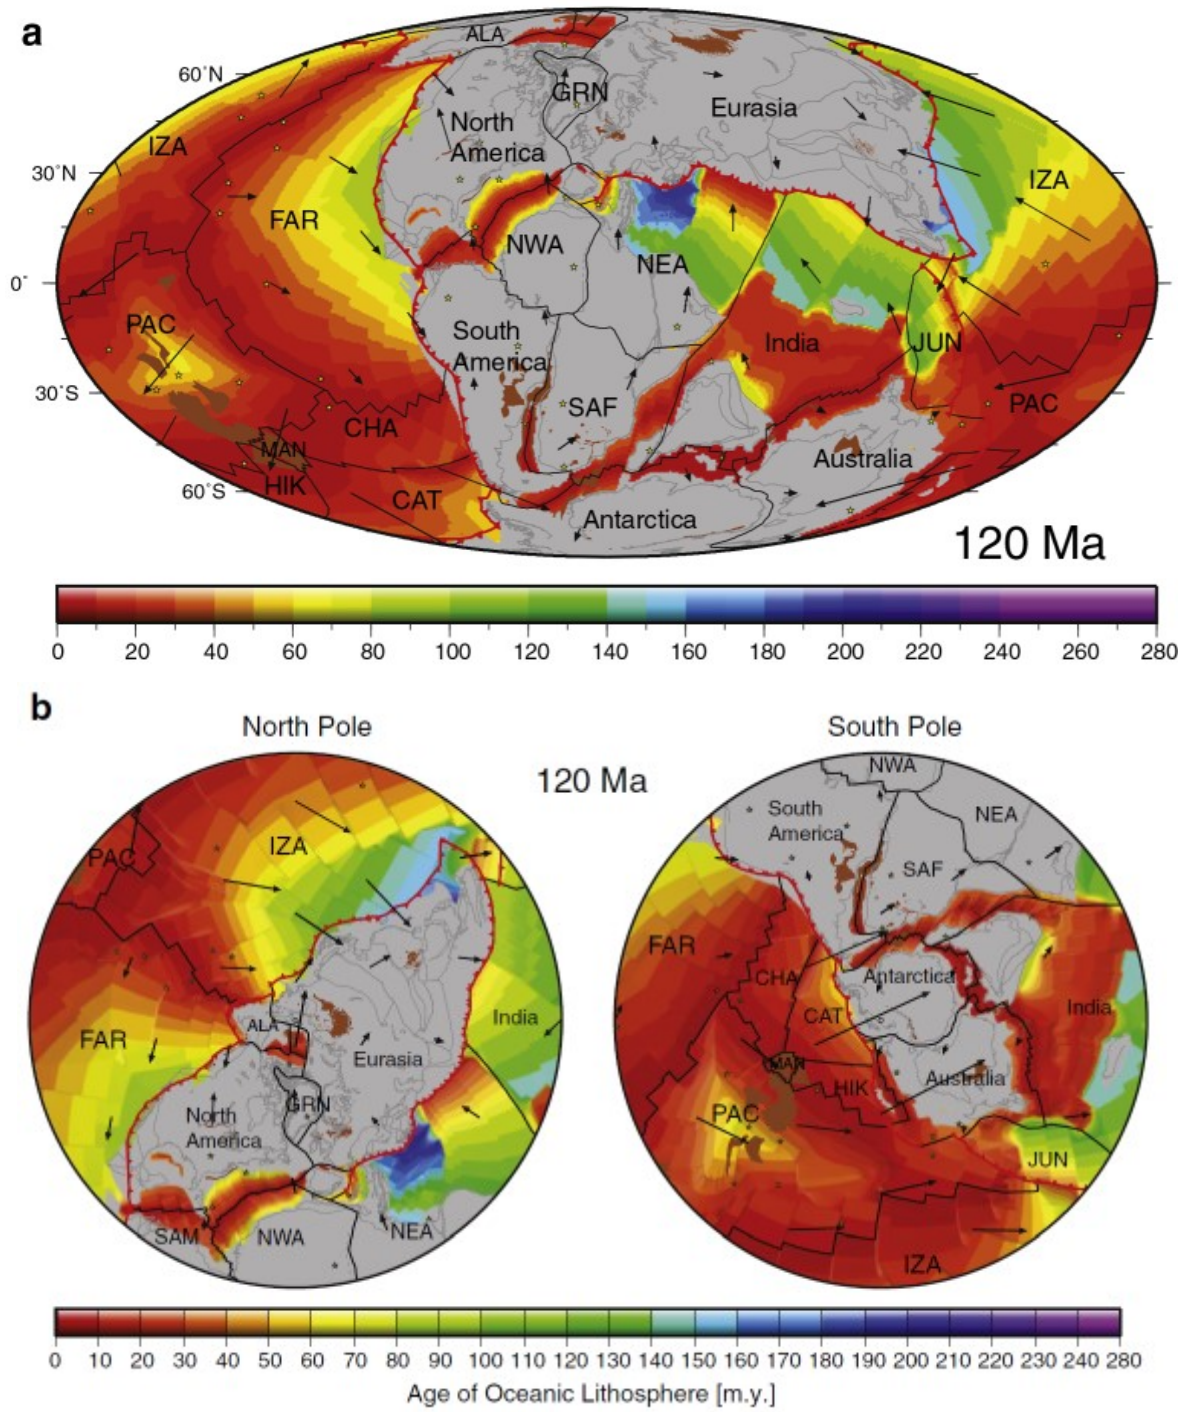 a
ALA
60°N
GRN
Eurasia
North
America
IZA
30°N
IZA
FAR
NWA
NEA
0°
PAC
South
America
India
JUN
30°S
SAF
PAC
CHA
MAN
Australia
HIK
60°S
CAT
Antarctica
120 Ma
0 20 40 60 80 100 120 140 160 180 200 220 240 260 280
b
North Pole
South Pole
120 Ma
PAC
IZA
FAR
ALA
Eurasia
India
GRN
North
America
SAM
NWA
NEA
NWA
South
America
NEA
SAF
FAR
CHA
Antarctica
CAT
India
MAN
HIK
Australia
PAC
JUN
IZA
0 10 20 30 40 50 60 70 80 90 100 110 120 130 140 150 160 170 180 190 200 210 220 230 240 250 260 270 280
Age of Oceanic Lithosphere [m.y.]